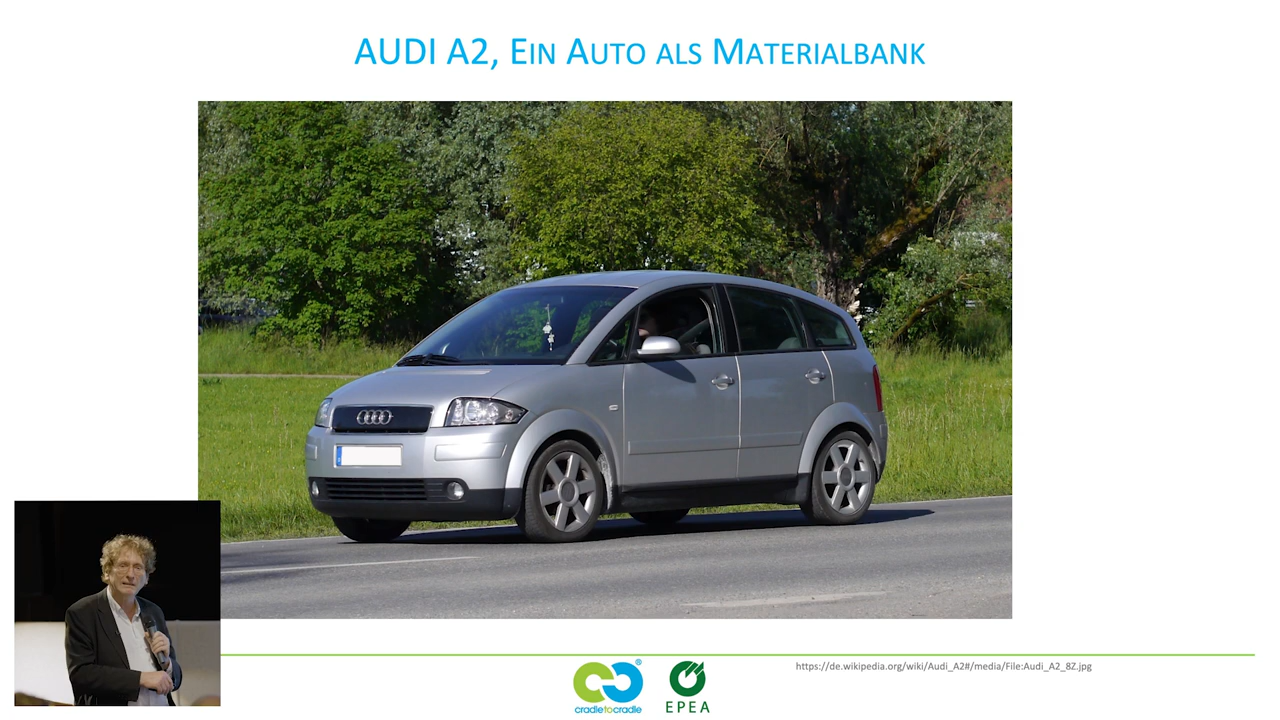 AUDI A2, EIN AUTO ALS MATERIALBANK
https://de.wikipedia.org/wiki/Audi_A2#/media/File:Audi_A2_8Z.jpg
cradletocradle®
EPEA